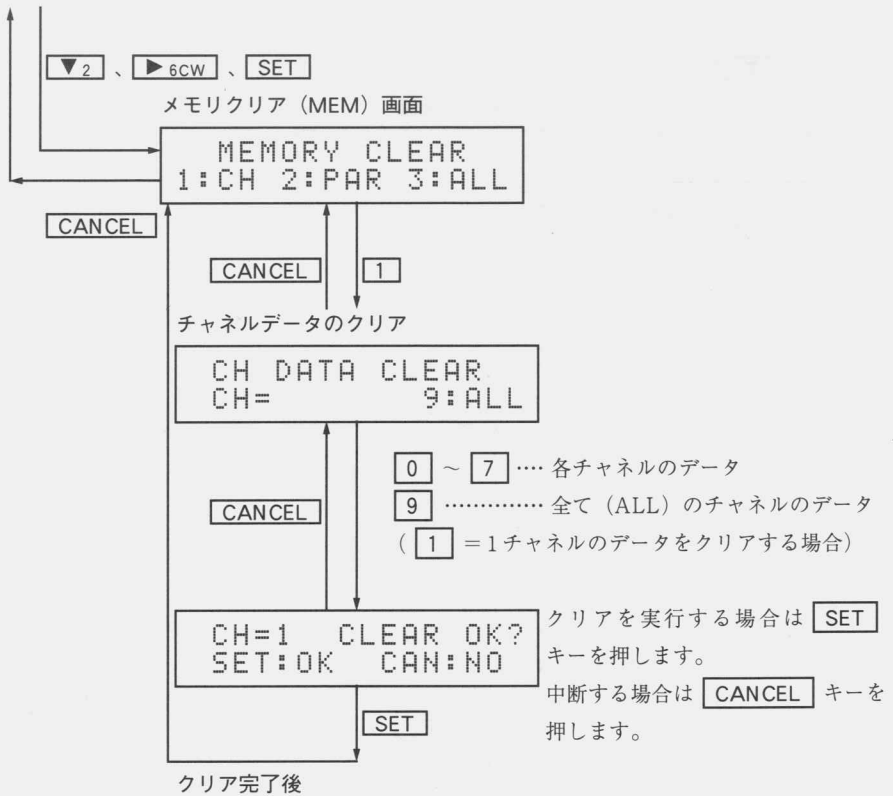 ▼2 、 ▶6CW 、 SET
メモリクリア（MEM）画面
MEMORY CLEAR
1:CH 2:PAR 3:ALL
CANCEL
CANCEL 1
チャネルデータのクリア
CH DATA CLEAR
CH= 9:ALL
0 ～ 7 ···· 各チャネルのデータ
9 ·············· 全て（ALL）のチャネルのデータ
（ 1 ＝1チャネルのデータをクリアする場合）
CANCEL
CH=1 CLEAR OK?
SET:OK CAN:NO
クリアを実行する場合は SET
キーを押します。
中断する場合は CANCEL キーを
押します。
SET
クリア完了後